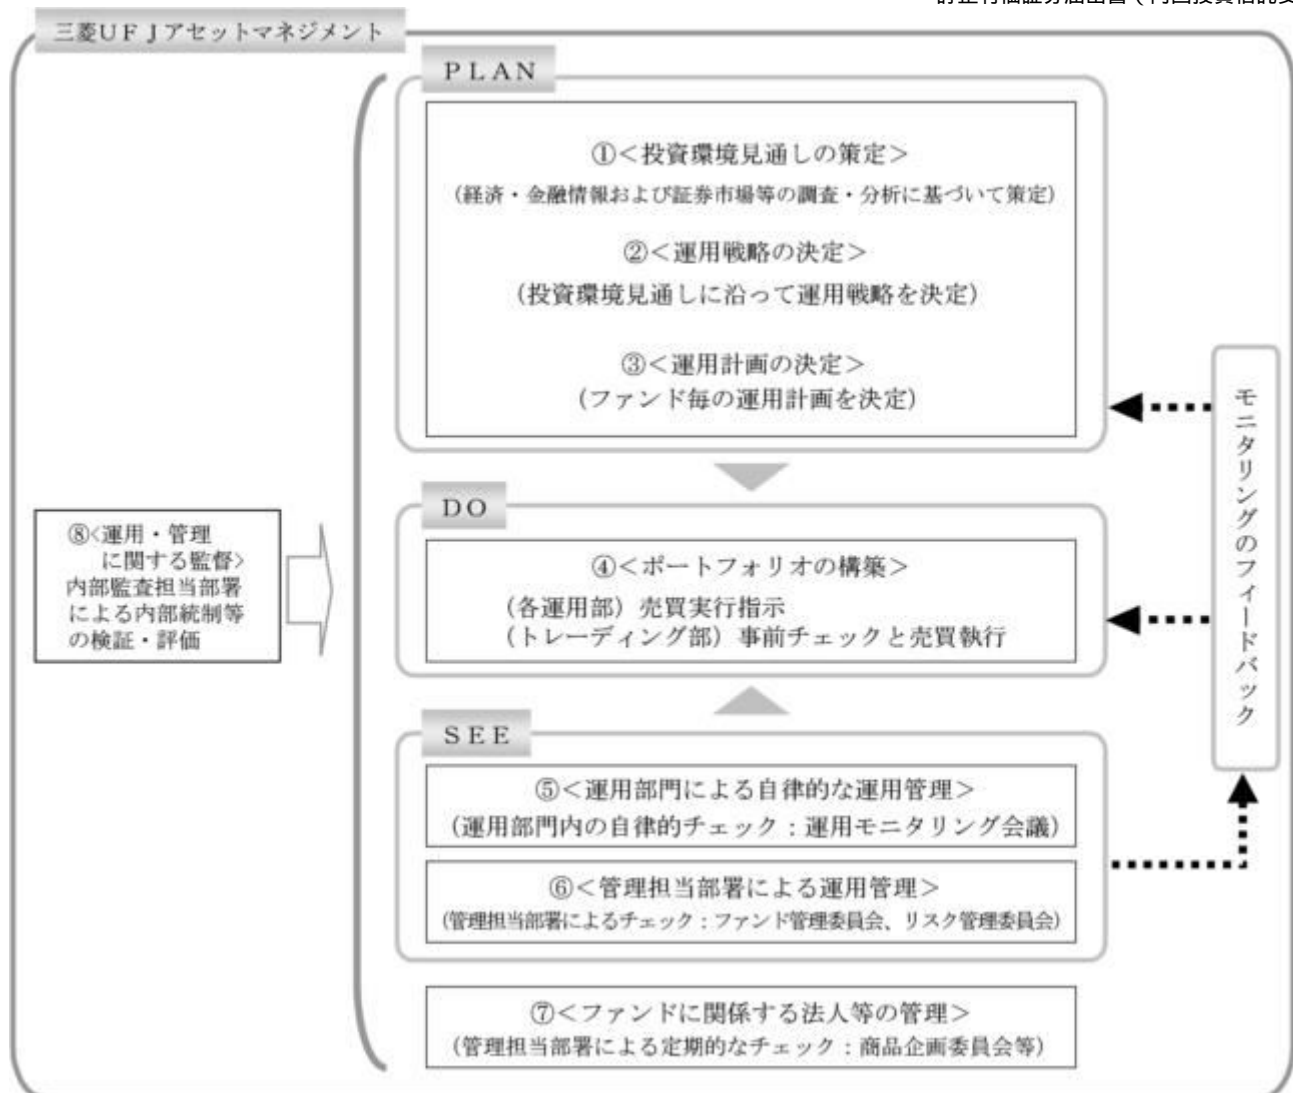 三菱UFJアセットマネジメント
PLAN
①＜投資環境見通しの策定＞
（経済・金融情報および証券市場等の調査・分析に基づいて策定）
②＜運用戦略の決定＞
（投資環境見通しに沿って運用戦略を決定）
③＜運用計画の決定＞
（ファンド毎の運用計画を決定）
DO
④＜ポートフォリオの構築＞
（各運用部）売買実行指示
（トレーディング部）事前チェックと売買執行
SEE
⑤＜運用部門による自律的な運用管理＞
（運用部門内の自律的チェック：運用モニタリング会議）
⑥＜管理担当部署による運用管理＞
（管理担当部署によるチェック：ファンド管理委員会、リスク管理委員会）
⑦＜ファンドに関係する法人等の管理＞
（管理担当部署による定期的なチェック：商品企画委員会等）
⑧<運用・管理
に関する監督>
内部監査担当部署
による内部統制等
の検証・評価
モニタリングのフィードバック